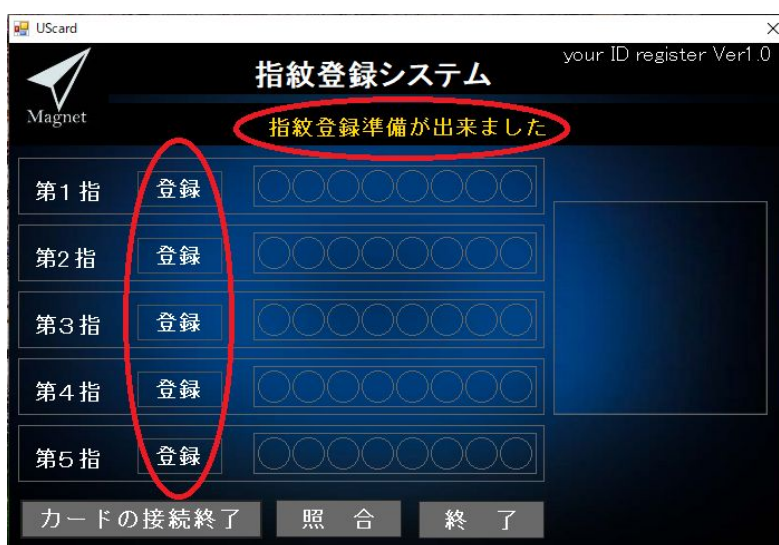 UScard
your ID register Ver1.0
指紋登録システム
Magnet
指紋登録準備が出来ました
第1指 登録
第2指 登録
第3指 登録
第4指 登録
第5指 登録
カードの接続終了 照 合 終 了